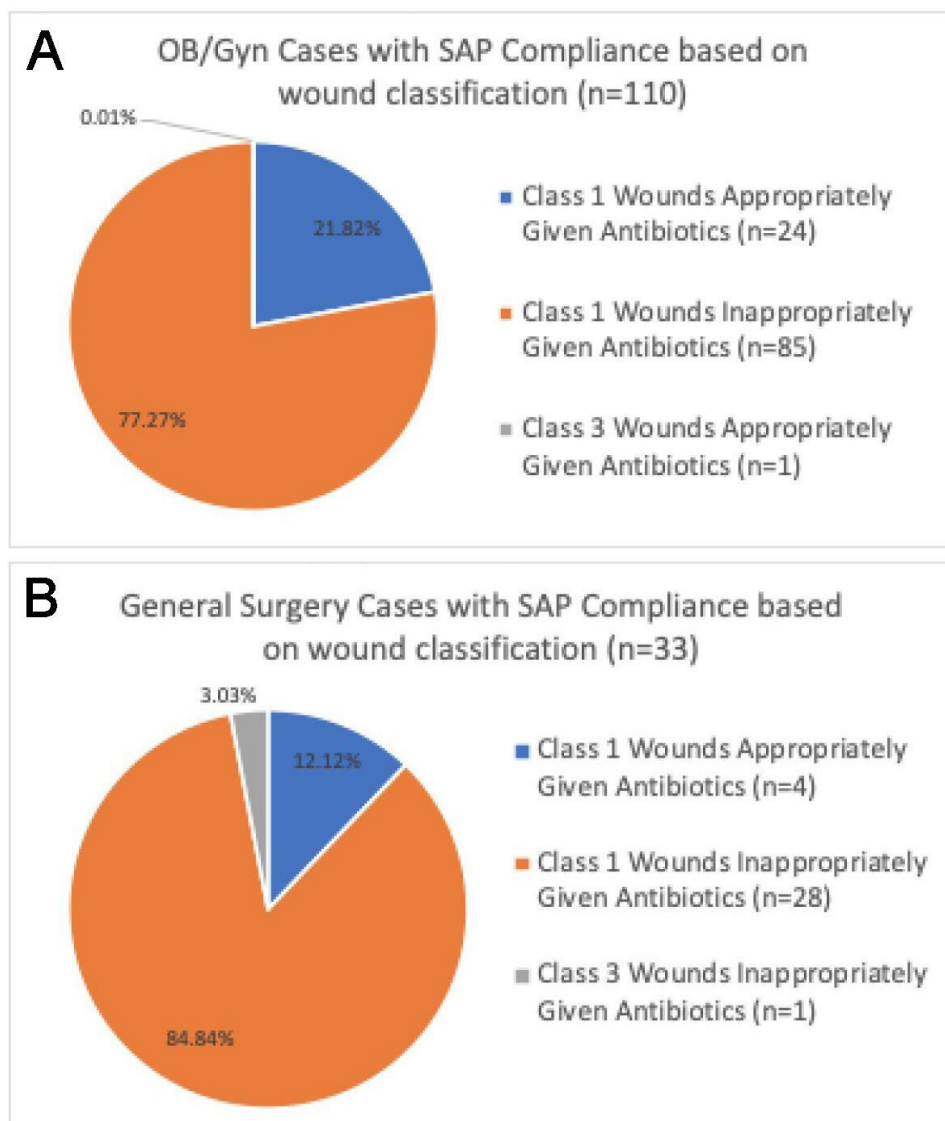 A
OB/Gyn Cases with SAP Compliance based on
wound classification (n=110)
0.01%
21.82%
77.27%
Class 1 Wounds Appropriately
Given Antibiotics (n=24)
Class 1 Wounds Inappropriately
Given Antibiotics (n=85)
Class 3 Wounds Appropriately
Given Antibiotics (n=1)
B
General Surgery Cases with SAP Compliance based
on wound classification (n=33)
3.03%
12.12%
84.84%
Class 1 Wounds Appropriately
Given Antibiotics (n=4)
Class 1 Wounds Inappropriately
Given Antibiotics (n=28)
Class 3 Wounds Inappropriately
Given Antibiotics (n=1)